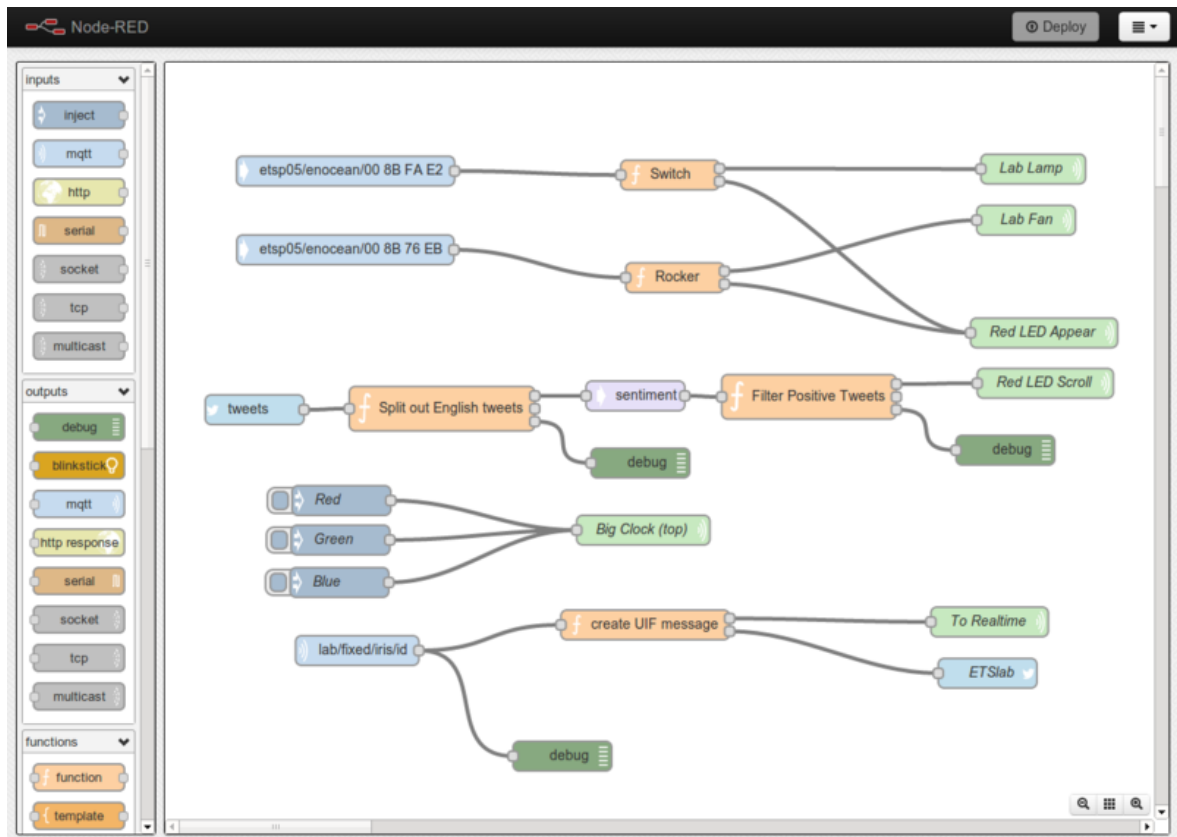 Node-RED
Deploy
inputs
inject
mqtt
http
serial
socket
tcp
multicast
outputs
debug
blinkstick
mqtt
http response
serial
socket
tcp
multicast
functions
function
template
etsp05/enocean/00 8B FA E2
Switch
Lab Lamp
Lab Fan
etsp05/enocean/00 8B 76 EB
Rocker
Red LED Appear
Red LED Scroll
tweets
Split out English tweets
sentiment
Filter Positive Tweets
debug
debug
Red
Green
Blue
Big Clock (top)
lab/fixed/iris/id
create UIF message
To Realtime
ETSlab
debug